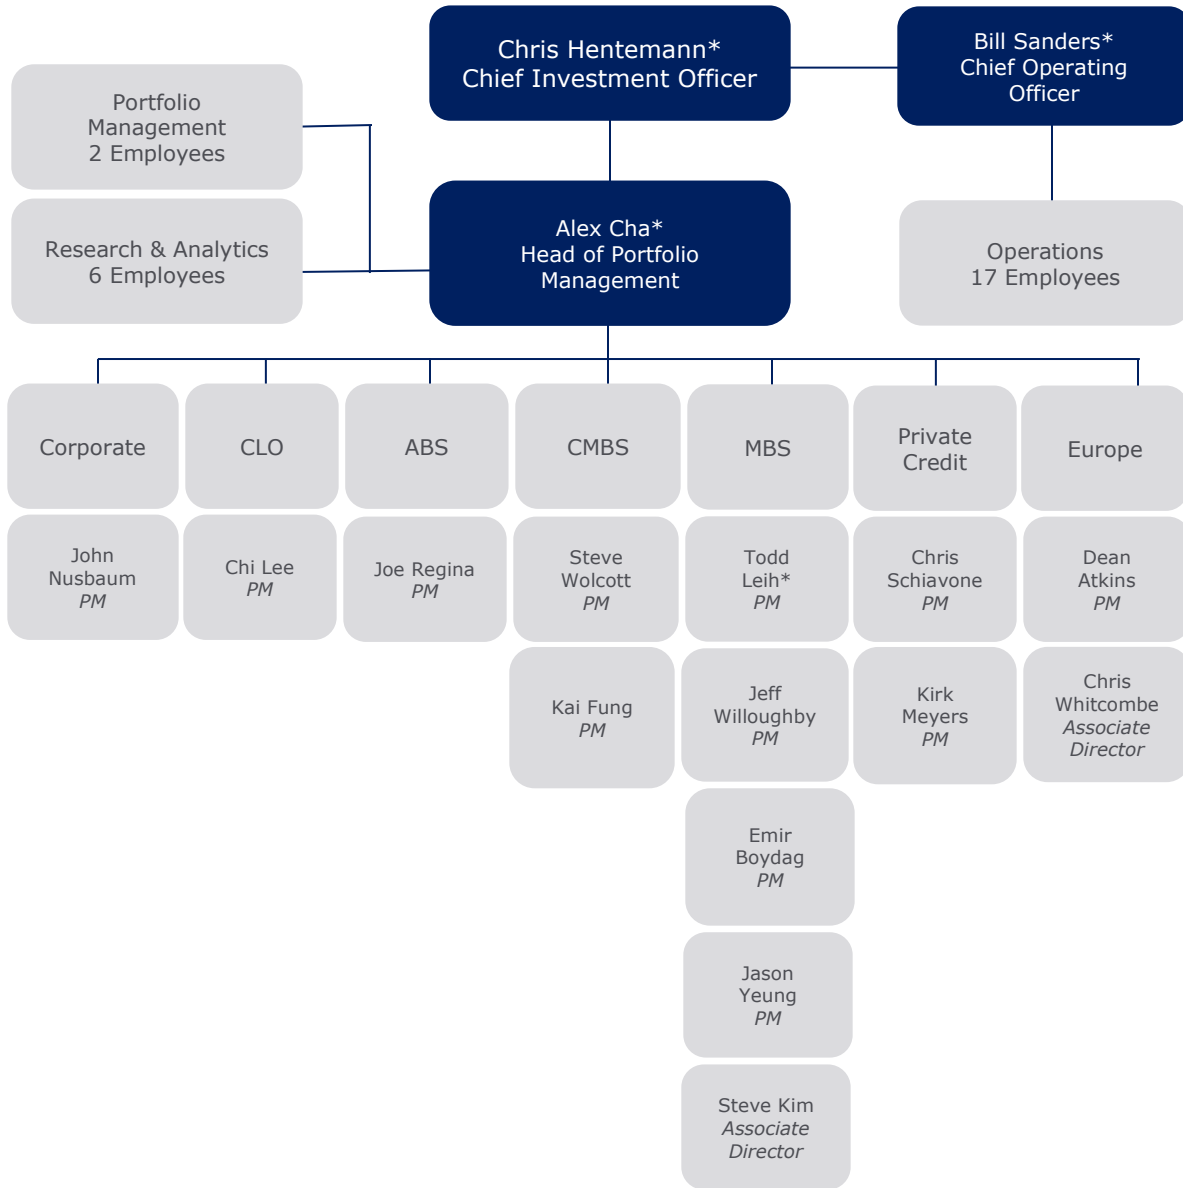 Chris Hentemann*
Chief Investment Officer
Bill Sanders*
Chief Operating
Officer
Portfolio
Management
2 Employees
Research & Analytics
6 Employees
Alex Cha*
Head of Portfolio
Management
Operations
17 Employees
Corporate
CLO
ABS
CMBS
MBS
Private
Credit
Europe
John
Nusbaum
PM
Chi Lee
PM
Joe Regina
PM
Steve
Wolcott
PM
Todd
Leih*
PM
Chris
Schiavone
PM
Dean
Atkins
PM
Kai Fung
PM
Jeff
Willoughby
PM
Kirk
Meyers
PM
Chris
Whitcombe
Associate
Director
Emir
Boydag
PM
Jason
Yeung
PM
Steve Kim
Associate
Director